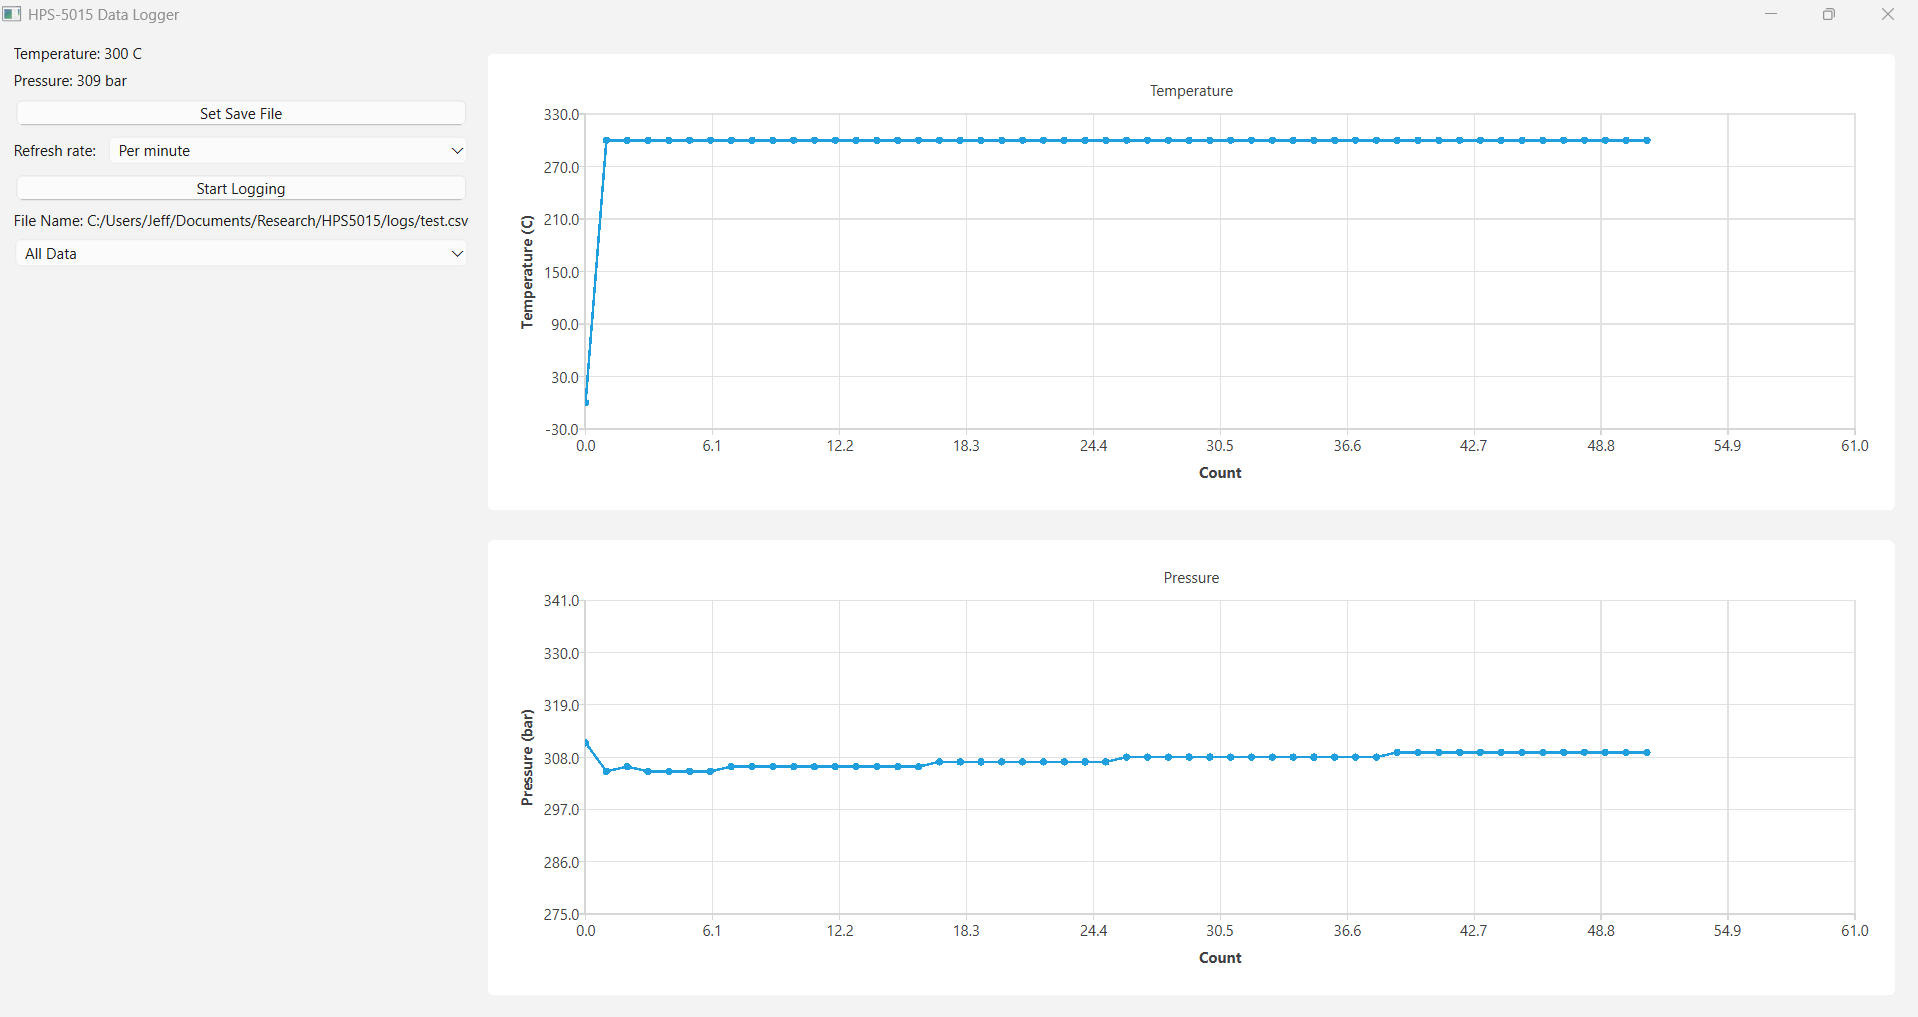 HPS-5015 Data Logger
Temperature: 300 C
Pressure: 309 bar
Set Save File
Refresh rate: Per minute
Start Logging
File Name: C:/Users/Jeff/Documents/Research/HPS5015/logs/test.csv
All Data
Temperature
330.0
270.0
210.0
150.0
90.0
30.0
-30.0
Temperature (C)
0.0 6.1 12.2 18.3 24.4 30.5 36.6 42.7 48.8 54.9 61.0
Count
Pressure
341.0
330.0
319.0
308.0
297.0
286.0
275.0
Pressure (bar)
0.0 6.1 12.2 18.3 24.4 30.5 36.6 42.7 48.8 54.9 61.0
Count